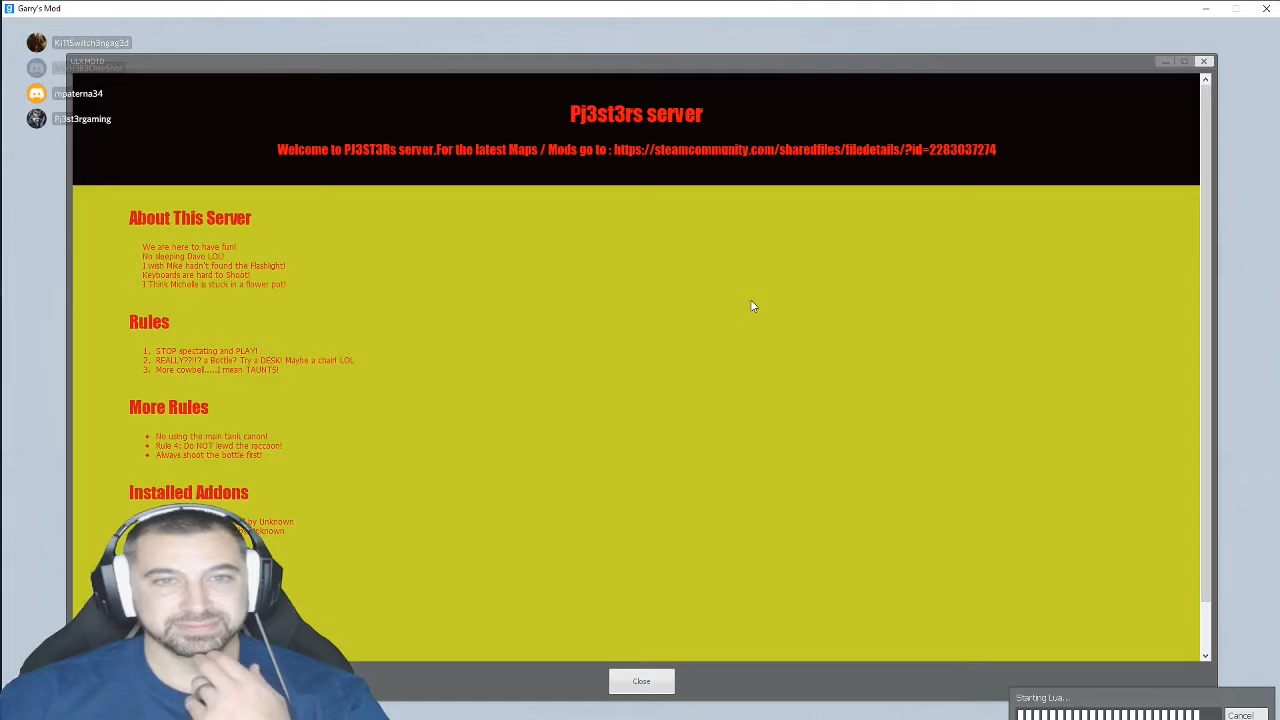 Garry's Mod
Ki11Switch3ngag3d
ULX MOTD
mpaterna34
Pj3st3rgaming
Pj3st3rs server
Welcome to PJ3ST3Rs server.For the latest Maps / Mods go to : https://steamcommunity.com/sharedfiles/filedetails/?id=2283037274
About This Server
We are here to have fun!
No sleeping Dave LOL!
I wish Mike hadn't found the Flashlight!
Keyboards are hard to Shoot!
I Think Michelle is stuck in a flower pot!
Rules
1. STOP spectating and PLAY!
2. REALLY??!!? a Bottle? Try a DESK! Maybe a chair! LOL
3. More cowbell.....I mean TAUNTS!
More Rules
• No using the main tank canon!
• Rule 4: Do NOT lewd the raccoon!
• Always shoot the bottle first!
Installed Addons
by Unknown
Unknown
Close
Starting Lua...
Cancel